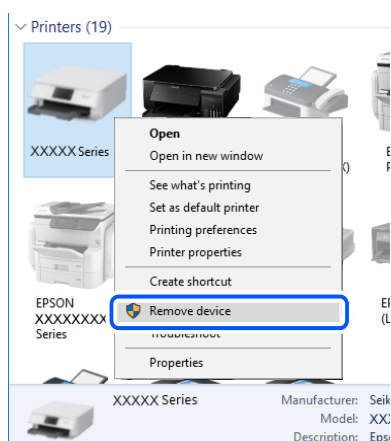 Printers (19)
XXXXX Series
Open
Open in new window
See what's printing
Set as default printer
Printing preferences
Printer properties
Create shortcut
Remove device
Troubleshoot
Properties
EPSON
XXXXXXXX
Series
XXXXX Series
Manufacturer:
Model:
Description: